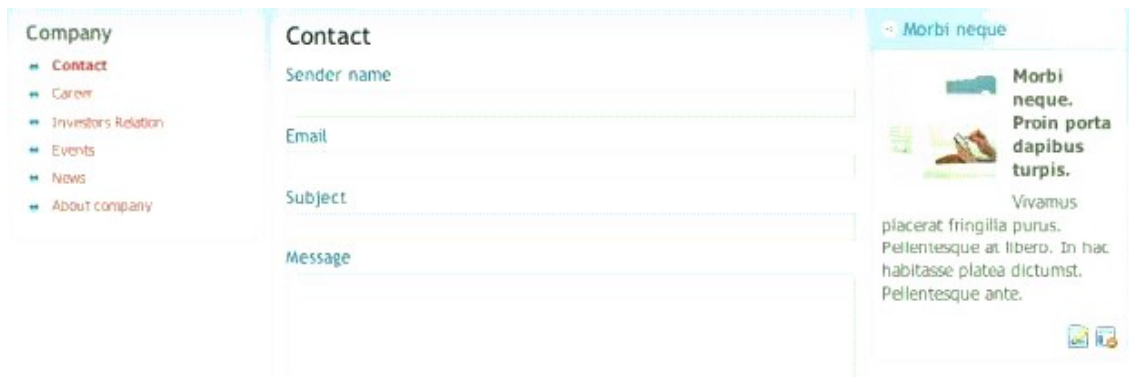 Company
Contact
Career
Investors Relation
Events
News
About company
Contact
Sender name
Email
Subject
Message
Morbi neque
Morbi
neque.
Proin porta
dapibus
turpis.
Vivamus
placerat fringilla purus.
Pellentesque at libero. In hac
habitasse platea dictumst.
Pellentesque ante.